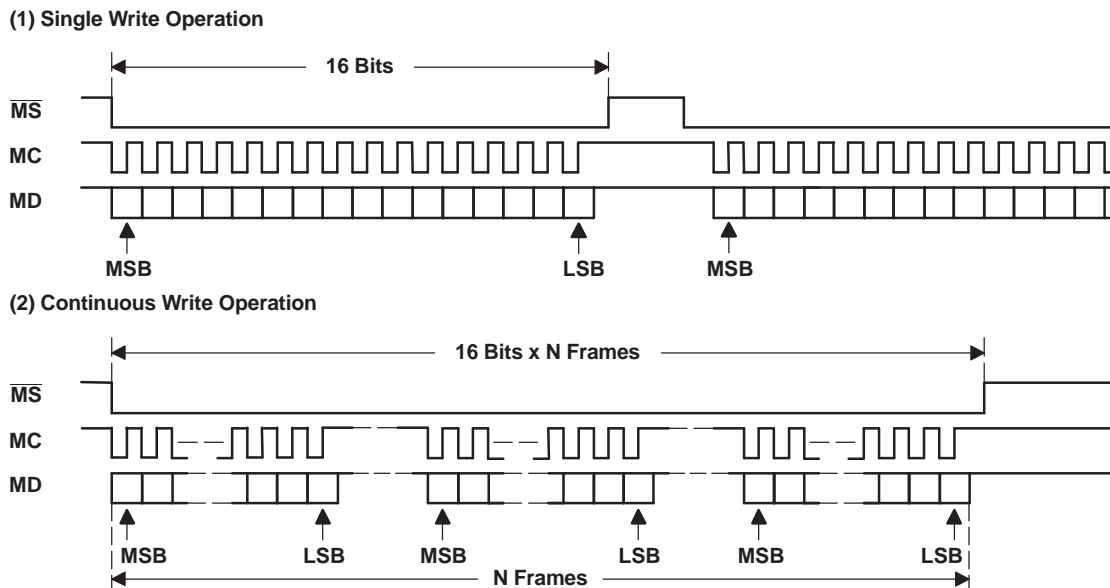 (1) Single Write Operation
16 Bits
MS
MC
MD
MSB LSB MSB
(2) Continuous Write Operation
16 Bits x N Frames
MS
MC
MD
MSB LSB MSB LSB MSB LSB
N Frames